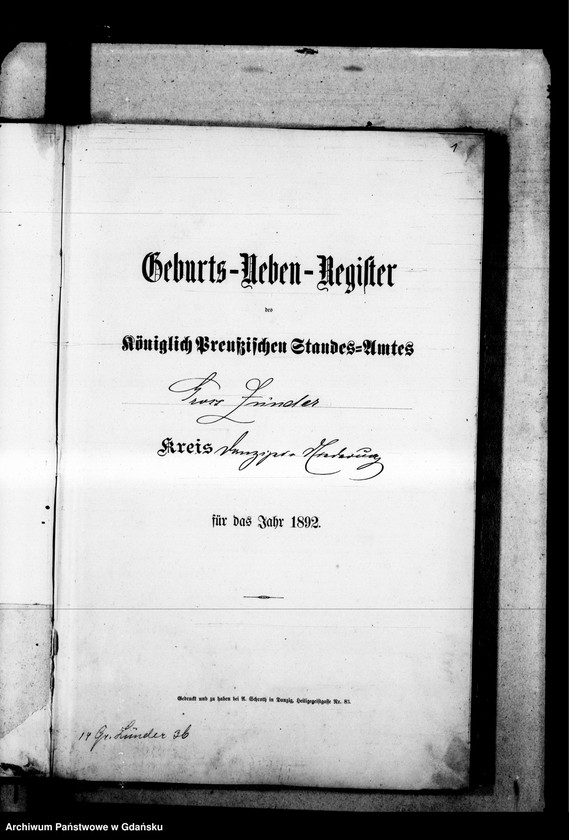 1
Geburts-Neben-Register
des
Königlich Preußischen Standes-Amtes
Gross Zünder
Kreis Danziger Niederung
für das Jahr 1892.
Gedruckt und zu haben bei A. Schroth in Danzig, Heiligegeistgasse Nr. 83.
14 Gr. Zünder 36
Archiwum Państwowe w Gdańsku